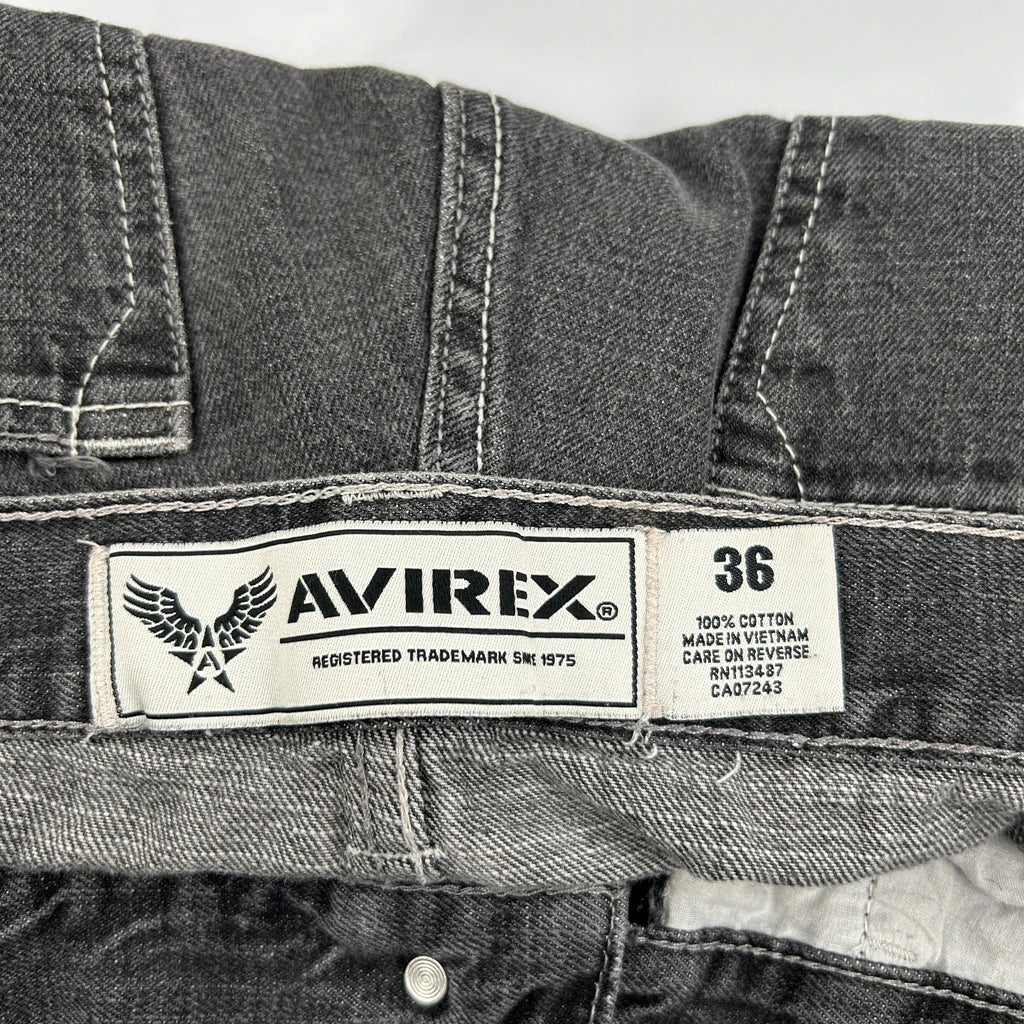 AVIREX®
REGISTERED TRADEMARK SINCE 1975
A
36
100% COTTON
MADE IN VIETNAM
CARE ON REVERSE
RN113487
CA07243